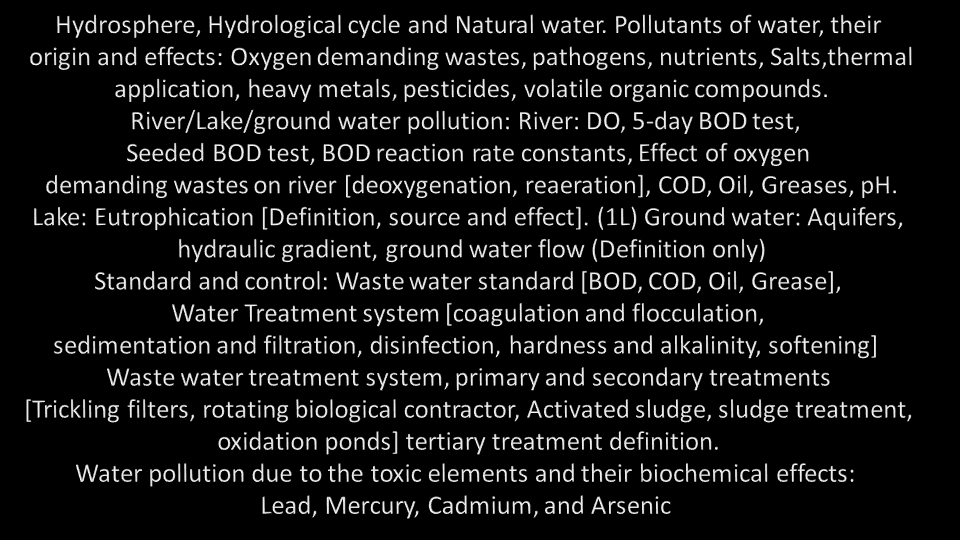 Hydrosphere, Hydrological cycle and Natural water. Pollutants of water, their
origin and effects: Oxygen demanding wastes, pathogens, nutrients, Salts,thermal
application, heavy metals, pesticides, volatile organic compounds.
River/Lake/ground water pollution: River: DO, 5-day BOD test,
Seeded BOD test, BOD reaction rate constants, Effect of oxygen
demanding wastes on river [deoxygenation, reaeration], COD, Oil, Greases, pH.
Lake: Eutrophication [Definition, source and effect]. (1L) Ground water: Aquifers,
hydraulic gradient, ground water flow (Definition only)
Standard and control: Waste water standard [BOD, COD, Oil, Grease],
Water Treatment system [coagulation and flocculation,
sedimentation and filtration, disinfection, hardness and alkalinity, softening]
Waste water treatment system, primary and secondary treatments
[Trickling filters, rotating biological contractor, Activated sludge, sludge treatment,
oxidation ponds] tertiary treatment definition.
Water pollution due to the toxic elements and their biochemical effects:
Lead, Mercury, Cadmium, and Arsenic